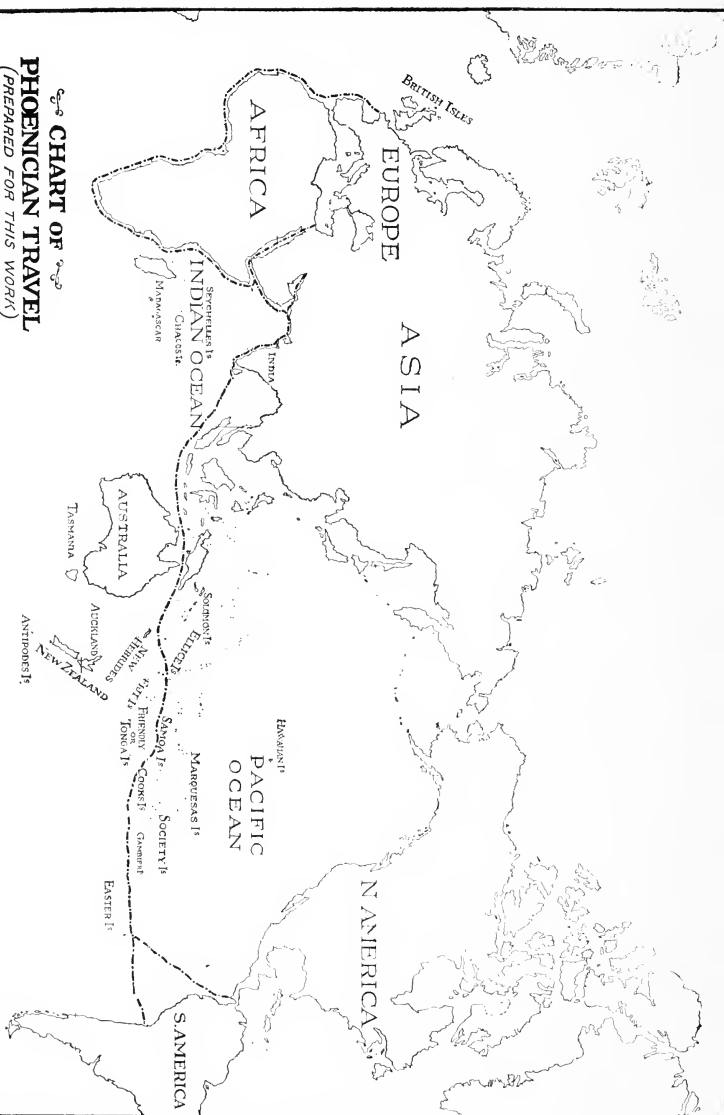 CHART OF
PHOENICIAN TRAVEL
(PREPARED FOR THIS WORK)
BRITISH ISLES
EUROPE
AFRICA
ASIA
INDIAN OCEAN
SEYCHELLES Is
CHAGOS Is.
MADAGASCAR
INDIA
AUSTRALIA
TASMANIA
SOLOMON Is
ELLICE Is
NEW
HEBRIDES
FIJI Is
AUCKLAND
NEW ZEALAND
ANTIPODES Is
FRIENDLY
OR
TONGA Is
SAMOA Is
COOKS Is
MARQUESAS Is
SOCIETY Is
HAWAIIAN Is
PACIFIC
OCEAN
EASTER Is
N AMERICA
S. AMERICA